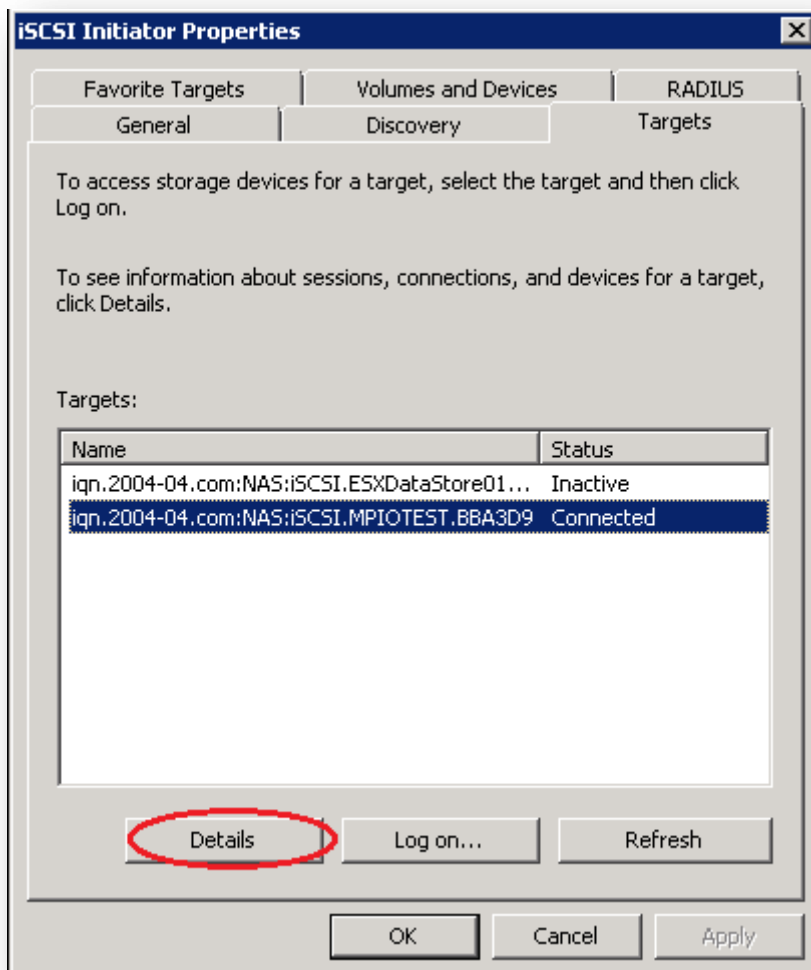 iSCSI Initiator Properties
Favorite Targets
Volumes and Devices
RADIUS
General
Discovery
Targets
To access storage devices for a target, select the target and then click
Log on.
To see information about sessions, connections, and devices for a target,
click Details.
Targets:
Name Status
iqn.2004-04.com:NAS:iSCSI.ESXDataStore01... Inactive
iqn.2004-04.com:NAS:iSCSI.MPIOTEST.BBA3D9 Connected
Details
Log on...
Refresh
OK
Cancel
Apply